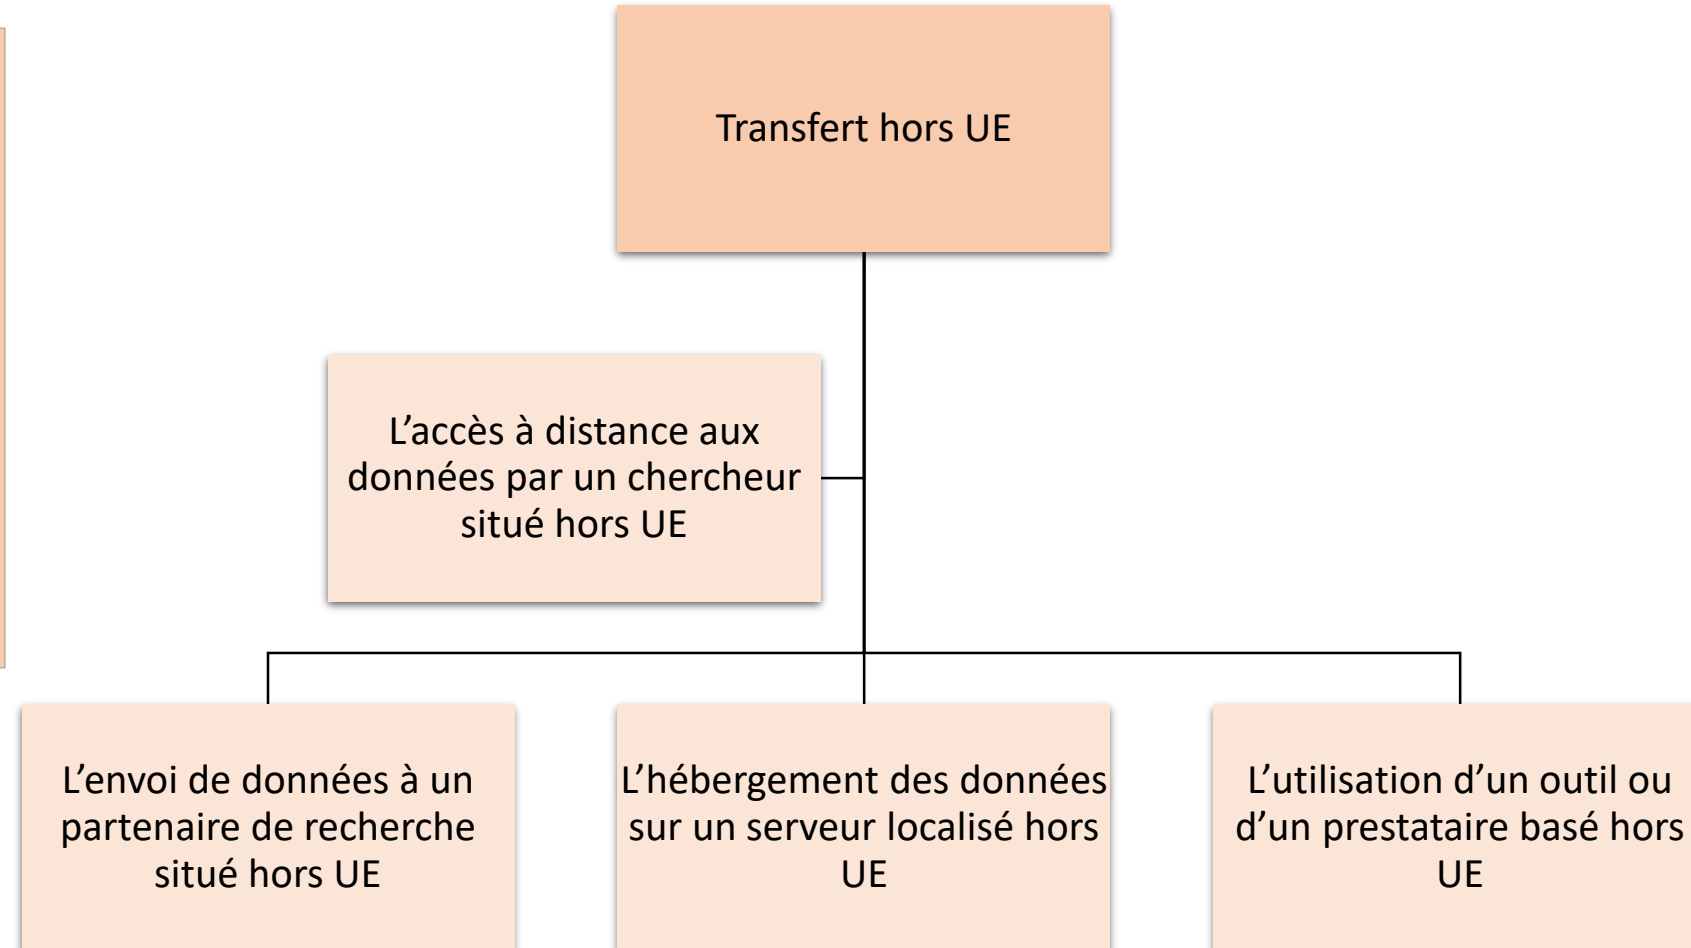 Transfert hors UE
L’accès à distance aux
données par un chercheur
situé hors UE
L’envoi de données à un
partenaire de recherche
situé hors UE
L’hébergement des données
sur un serveur localisé hors
UE
L’utilisation d’un outil ou
d’un prestataire basé hors
UE